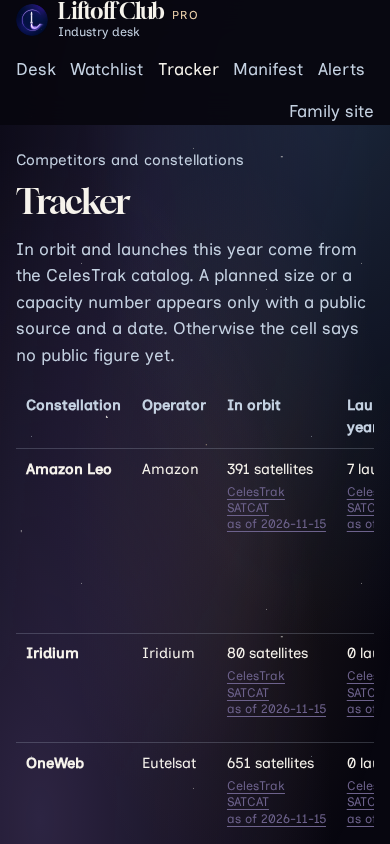 Liftoff Club PRO
Industry desk
Desk Watchlist Tracker Manifest Alerts
Family site
Competitors and constellations
Tracker
In orbit and launches this year come from
the CelesTrak catalog. A planned size or a
capacity number appears only with a public
source and a date. Otherwise the cell says
no public figure yet.
Constellation Operator In orbit
Amazon Leo Amazon 391 satellites 7
CelesTrak
SATCAT
as of 2026-11-15
Iridium Iridium 80 satellites 0
CelesTrak
SATCAT
as of 2026-11-15
OneWeb Eutelsat 651 satellites 0
CelesTrak
SATCAT
as of 2026-11-15